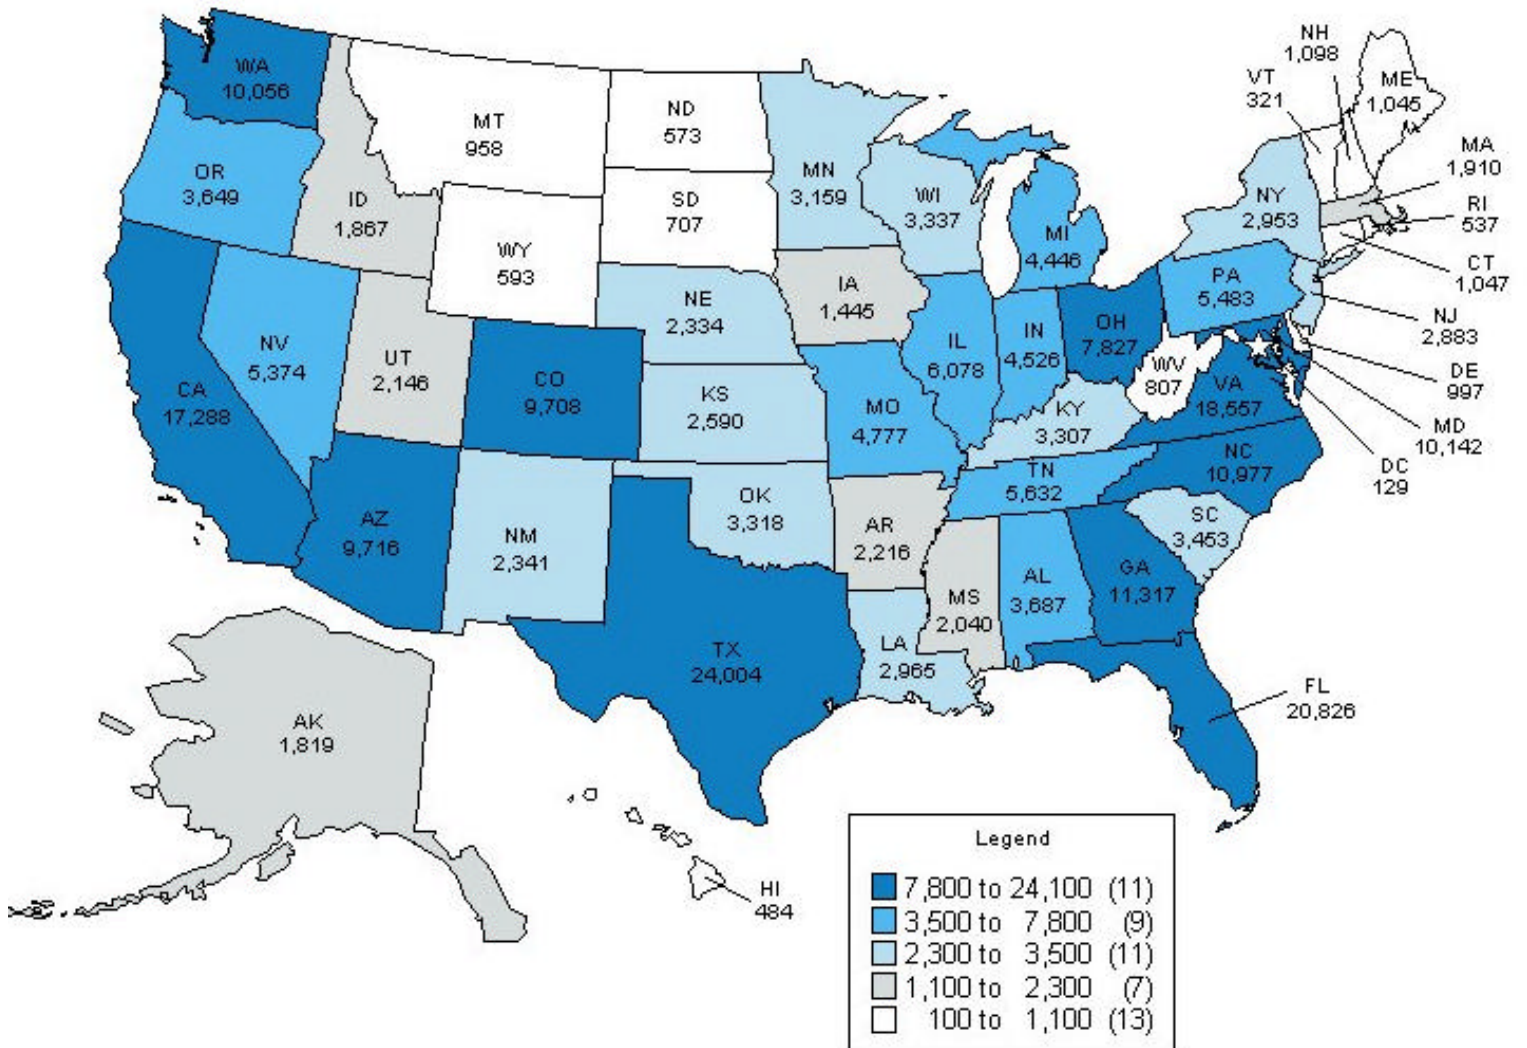 WA
10,056
OR
3,649
CA
17,288
ID
1,867
NV
5,374
UT
2,146
AZ
9,716
MT
958
WY
593
CO
9,708
NM
2,341
ND
573
SD
707
NE
2,334
KS
2,590
OK
3,318
TX
24,004
MN
3,159
IA
1,445
MO
4,777
AR
2,216
LA
2,965
WI
3,337
IL
6,078
MI
4,446
IN
4,526
OH
7,827
KY
3,307
TN
5,632
MS
2,040
AL
3,687
GA
11,317
FL
20,826
SC
3,453
NC
10,977
VA
18,557
WV
807
PA
5,483
NY
2,953
VT
321
NH
1,098
ME
1,045
MA
1,910
RI
537
CT
1,047
NJ
2,883
DE
997
MD
10,142
DC
129
AK
1,819
HI
484
Legend
7,800 to 24,100 (11)
3,500 to 7,800 (9)
2,300 to 3,500 (11)
1,100 to 2,300 (7)
100 to 1,100 (13)